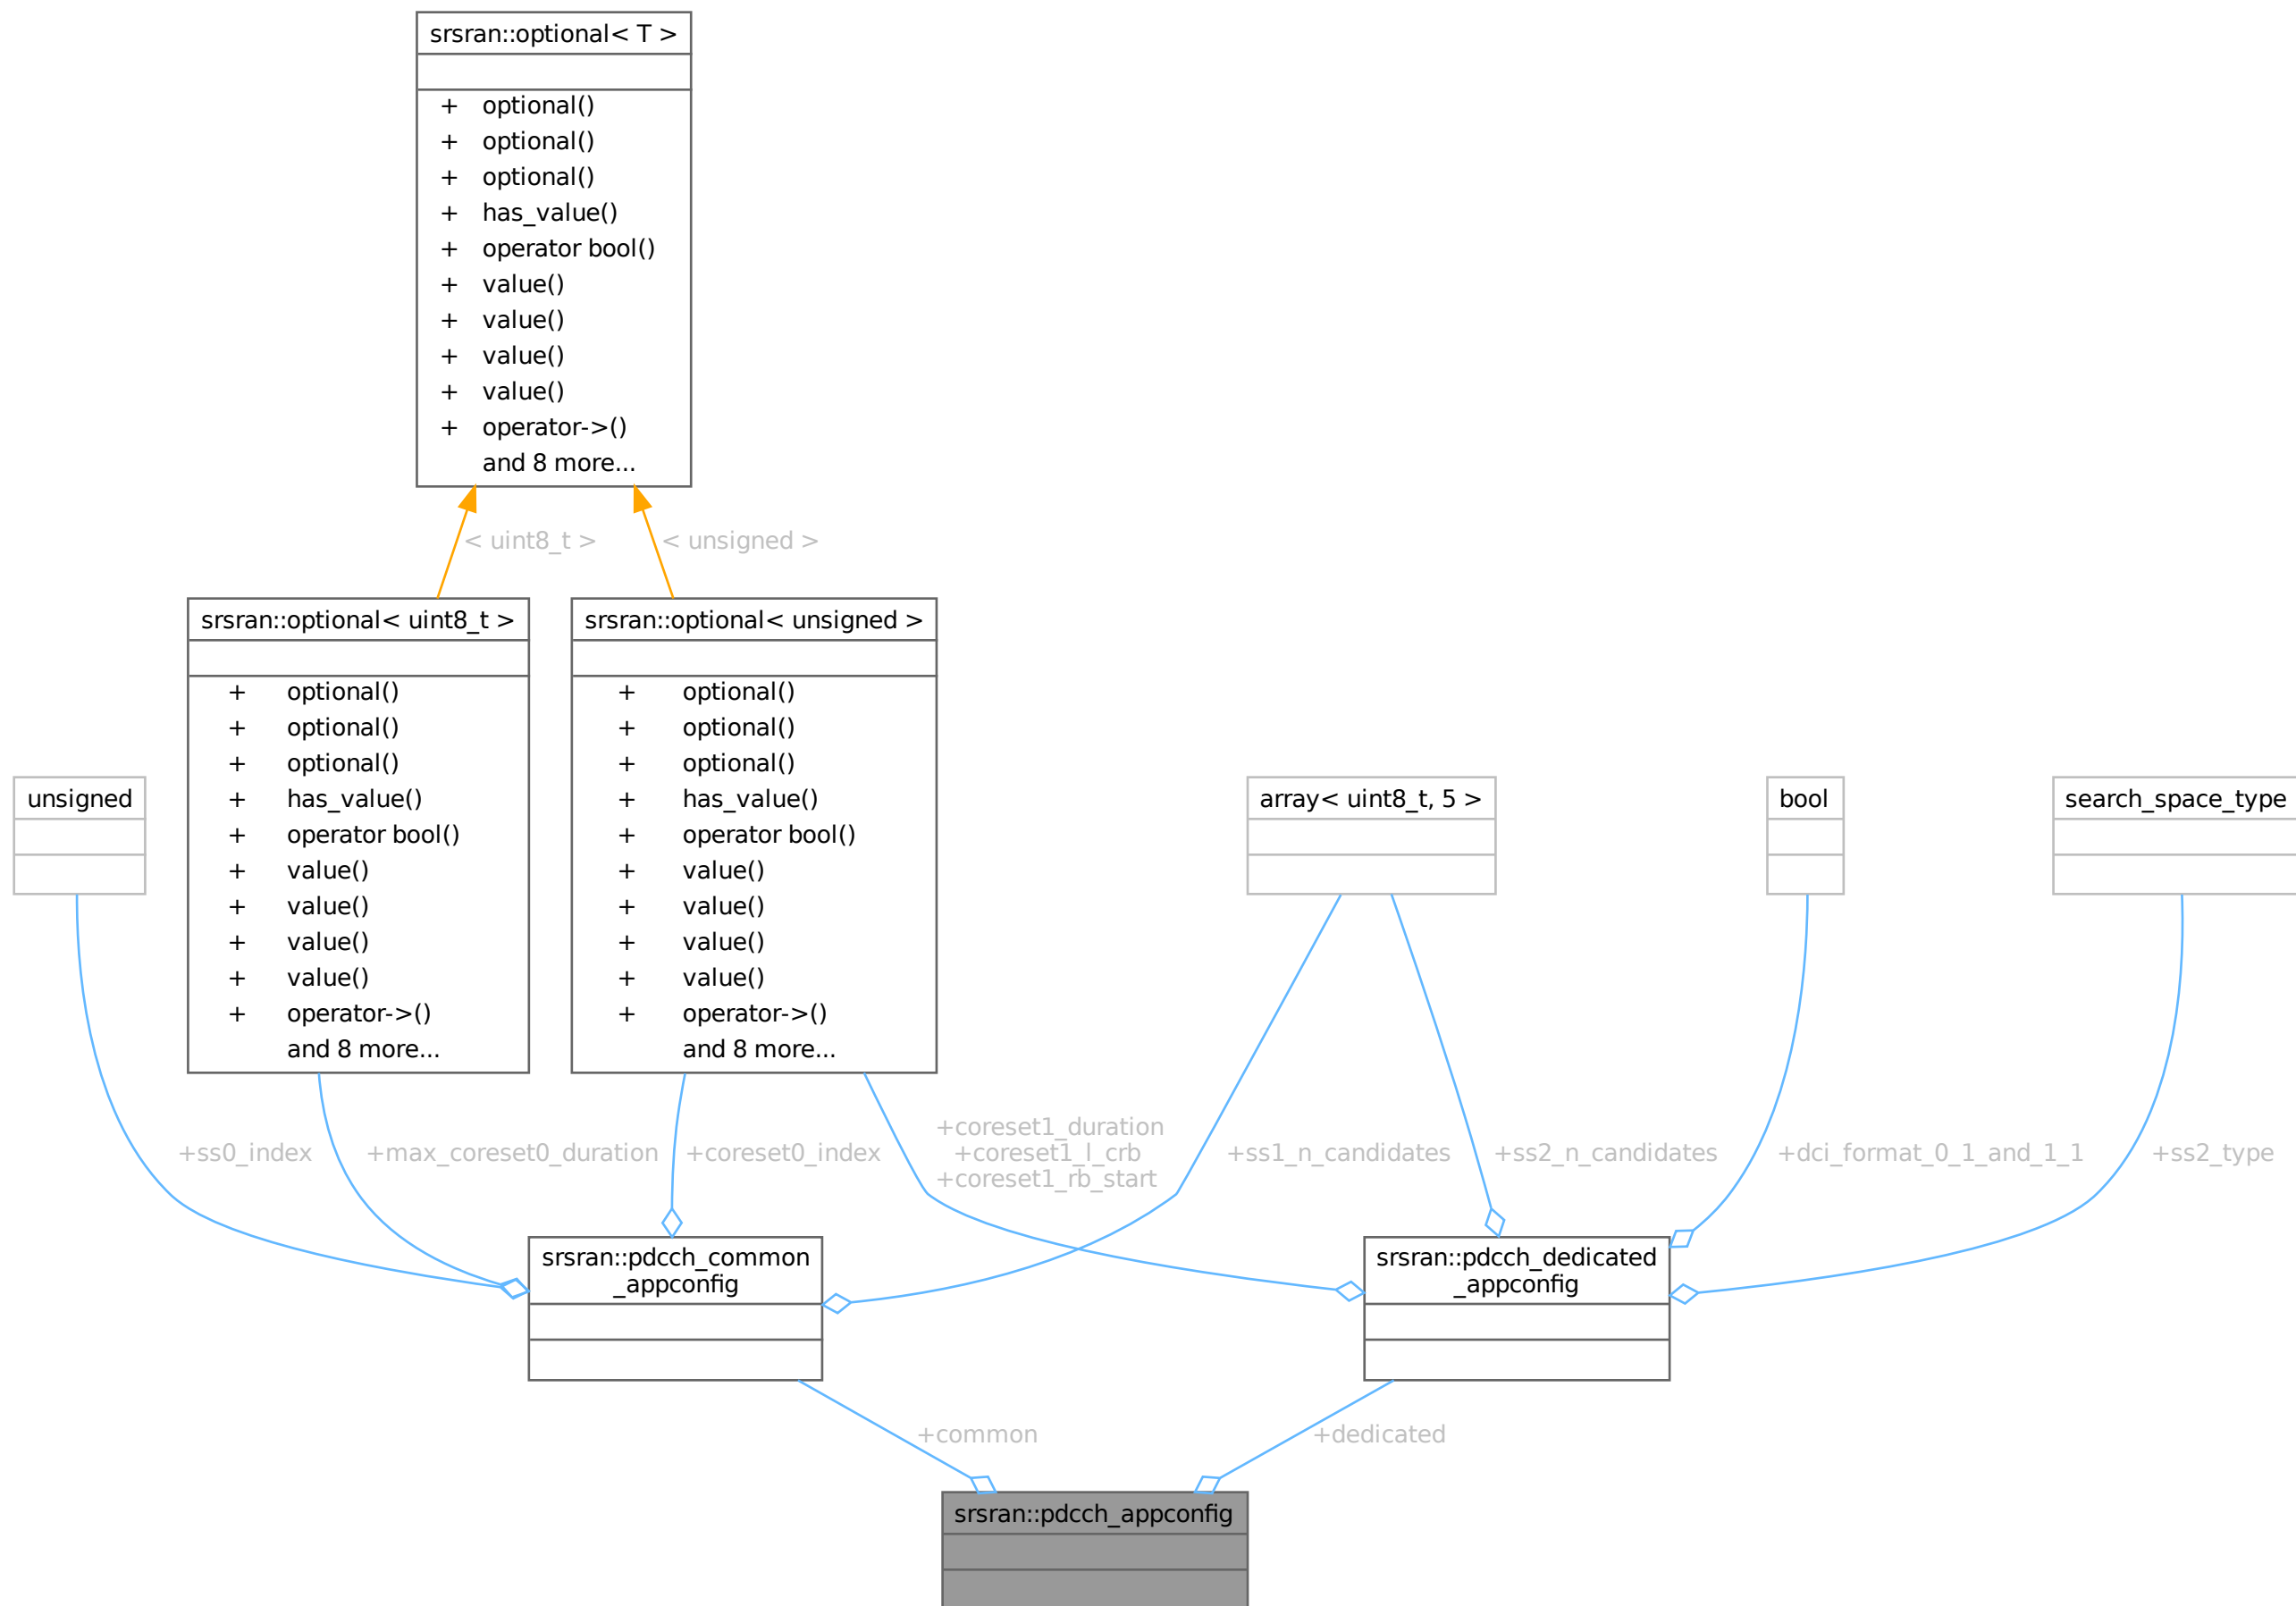 srsran::optional< T >
+ optional()
+ optional()
+ optional()
+ has_value()
+ operator bool()
+ value()
+ value()
+ value()
+ value()
+ operator->()
and 8 more...
< uint8_t >
< unsigned >
srsran::optional< uint8_t >
+ optional()
+ optional()
+ optional()
+ has_value()
+ operator bool()
+ value()
+ value()
+ value()
+ value()
+ operator->()
and 8 more...
srsran::optional< unsigned >
+ optional()
+ optional()
+ optional()
+ has_value()
+ operator bool()
+ value()
+ value()
+ value()
+ value()
+ operator->()
and 8 more...
unsigned
array< uint8_t, 5 >
bool
search_space_type
+ss0_index
+max_coreset0_duration
+coreset0_index
+coreset1_duration
+coreset1_l_crb
+coreset1_rb_start
+ss1_n_candidates
+ss2_n_candidates
+dci_format_0_1_and_1_1
+ss2_type
srsran::pdcch_common
_appconfig
srsran::pdcch_dedicated
_appconfig
+common
+dedicated
srsran::pdcch_appconfig